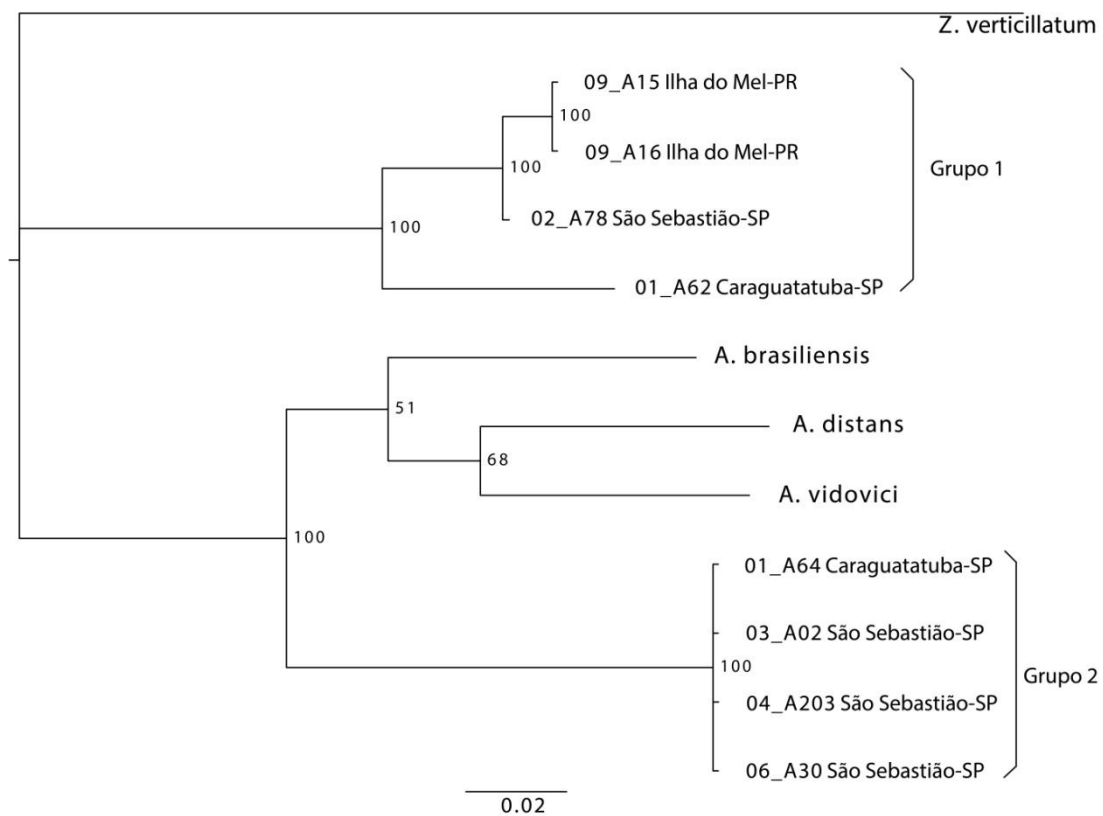 Z. verticillatum
09_A15 Ilha do Mel-PR
100
09_A16 Ilha do Mel-PR
100
Grupo 1
02_A78 São Sebastião-SP
100
01_A62 Caraguatatuba-SP
A. brasiliensis
51
A. distans
68
A. vidovici
100
01_A64 Caraguatatuba-SP
03_A02 São Sebastião-SP
100
Grupo 2
04_A203 São Sebastião-SP
06_A30 São Sebastião-SP
0.02